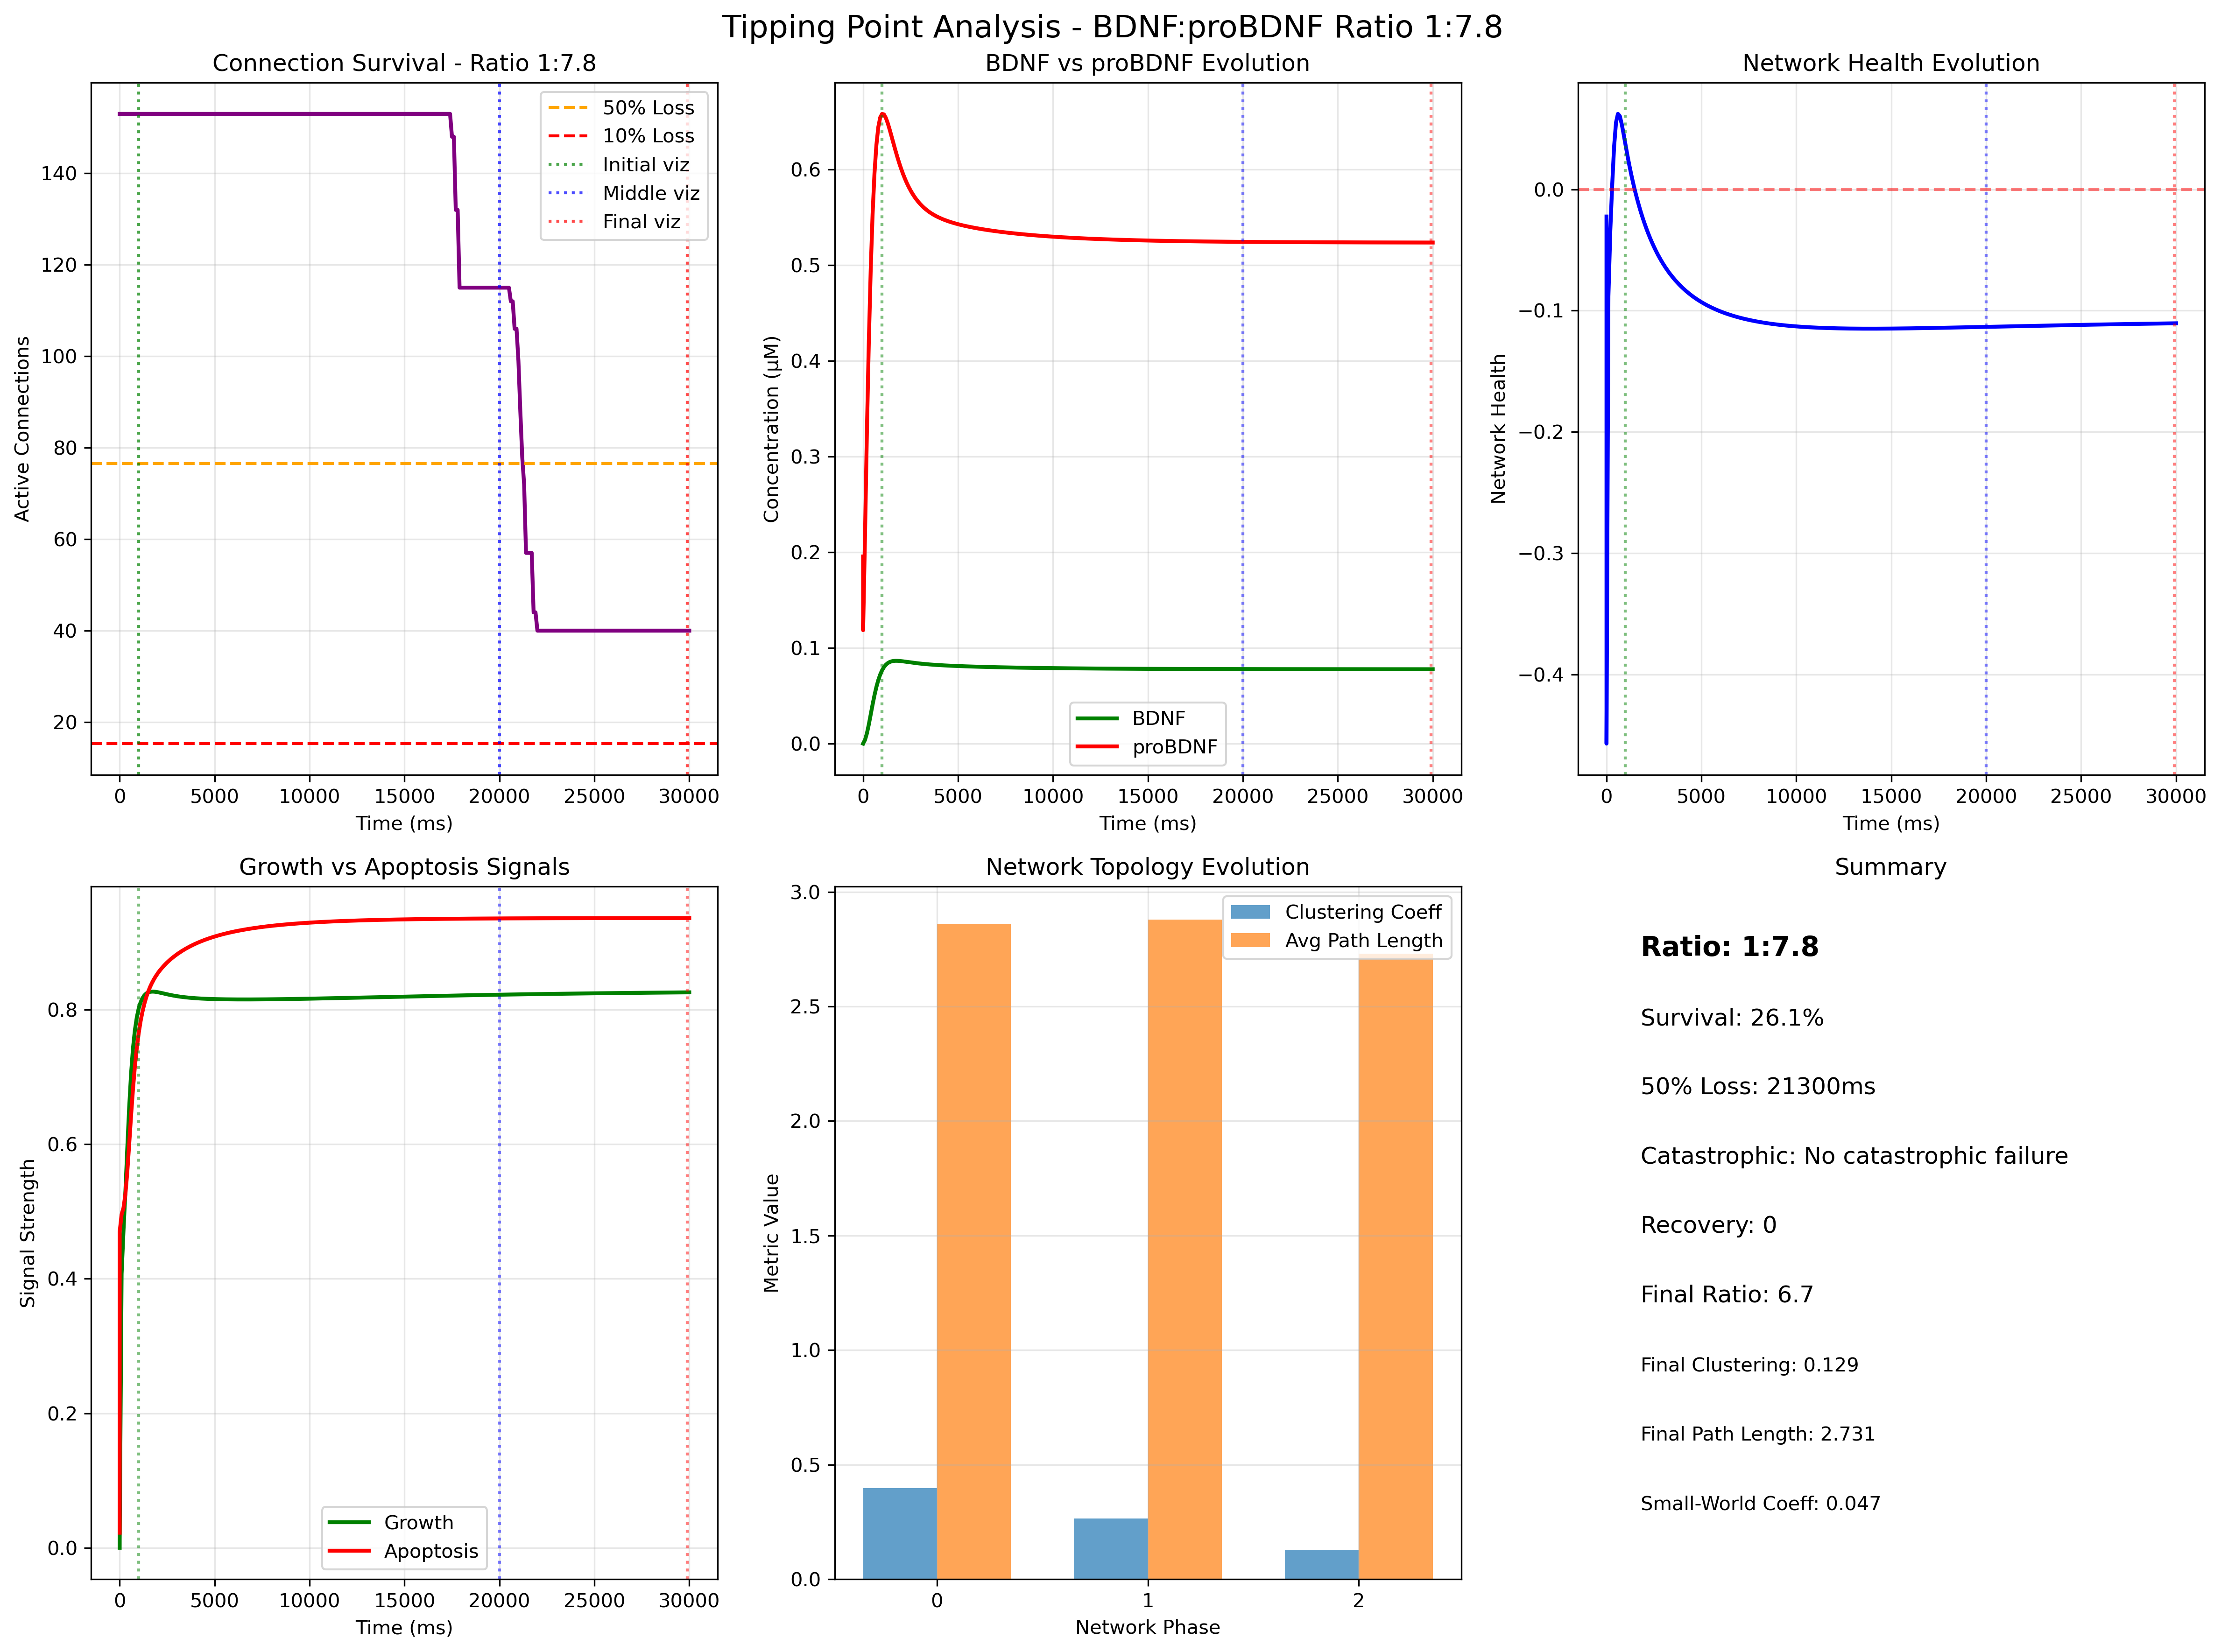 Tipping Point Analysis - BDNF:proBDNF Ratio 1:7.8
Connection Survival - Ratio 1:7.8
Active Connections
140
120
100
80
60
40
20
50% Loss
10% Loss
Initial viz
Middle viz
Final viz
0 5000 10000 15000 20000 25000 30000
Time (ms)
BDNF vs proBDNF Evolution
Concentration (μM)
0.6
0.5
0.4
0.3
0.2
0.1
0.0
BDNF
proBDNF
0 5000 10000 15000 20000 25000 30000
Time (ms)
Network Health Evolution
Network Health
0.0
−0.1
−0.2
−0.3
−0.4
0 5000 10000 15000 20000 25000 30000
Time (ms)
Growth vs Apoptosis Signals
Signal Strength
0.8
0.6
0.4
0.2
0.0
Growth
Apoptosis
0 5000 10000 15000 20000 25000 30000
Time (ms)
Network Topology Evolution
Metric Value
3.0
2.5
2.0
1.5
1.0
0.5
0.0
Clustering Coeff
Avg Path Length
0 1 2
Network Phase
Summary
Ratio: 1:7.8
Survival: 26.1%
50% Loss: 21300ms
Catastrophic: No catastrophic failure
Recovery: 0
Final Ratio: 6.7
Final Clustering: 0.129
Final Path Length: 2.731
Small-World Coeff: 0.047